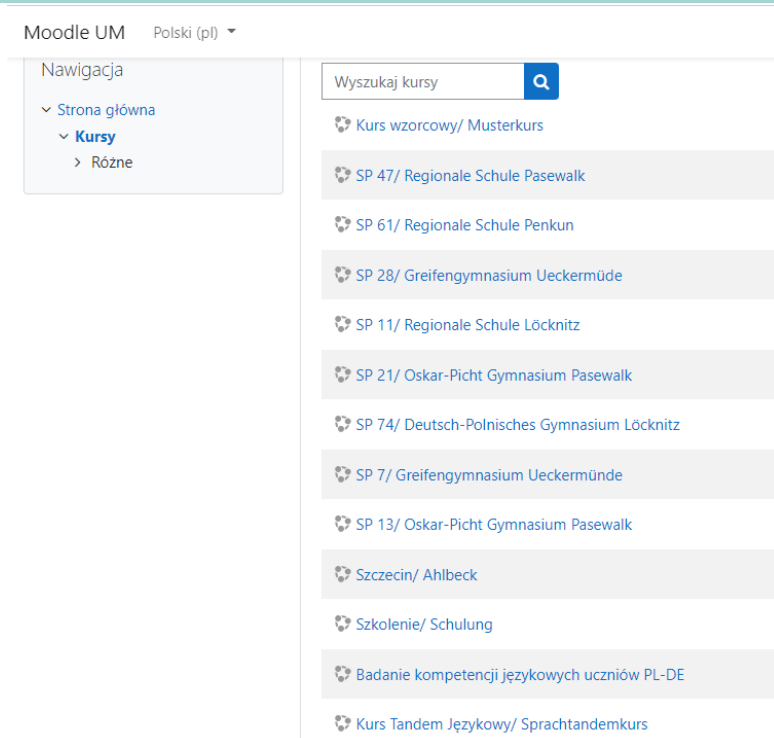 Moodle UM Polski (pl)
Nawigacja
Strona główna
Kursy
Różne
Wyszukaj kursy
Kurs wzorcowy/ Musterkurs
SP 47/ Regionale Schule Pasewalk
SP 61/ Regionale Schule Penkun
SP 28/ Greifengymnasium Ueckermüde
SP 11/ Regionale Schule Löcknitz
SP 21/ Oskar-Picht Gymnasium Pasewalk
SP 74/ Deutsch-Polnisches Gymnasium Löcknitz
SP 7/ Greifengymnasium Ueckermünde
SP 13/ Oskar-Picht Gymnasium Pasewalk
Szczecin/ Ahlbeck
Szkolenie/ Schulung
Badanie kompetencji językowych uczniów PL-DE
Kurs Tandem Językowy/ Sprachtandemkurs